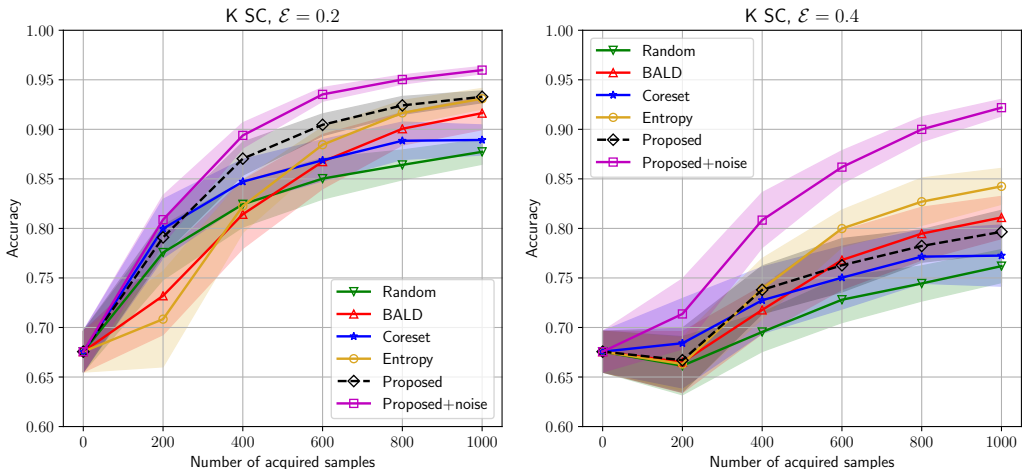 K SC, ℰ = 0.2
1.00
0.95
0.90
0.85
0.80
0.75
0.70
0.65
0.60
Accuracy
0
200
400
600
800
1000
Number of acquired samples
Random
BALD
Coreset
Entropy
Proposed
Proposed+noise
K SC, ℰ = 0.4
1.00
0.95
0.90
0.85
0.80
0.75
0.70
0.65
0.60
Accuracy
0
200
400
600
800
1000
Number of acquired samples
Random
BALD
Coreset
Entropy
Proposed
Proposed+noise